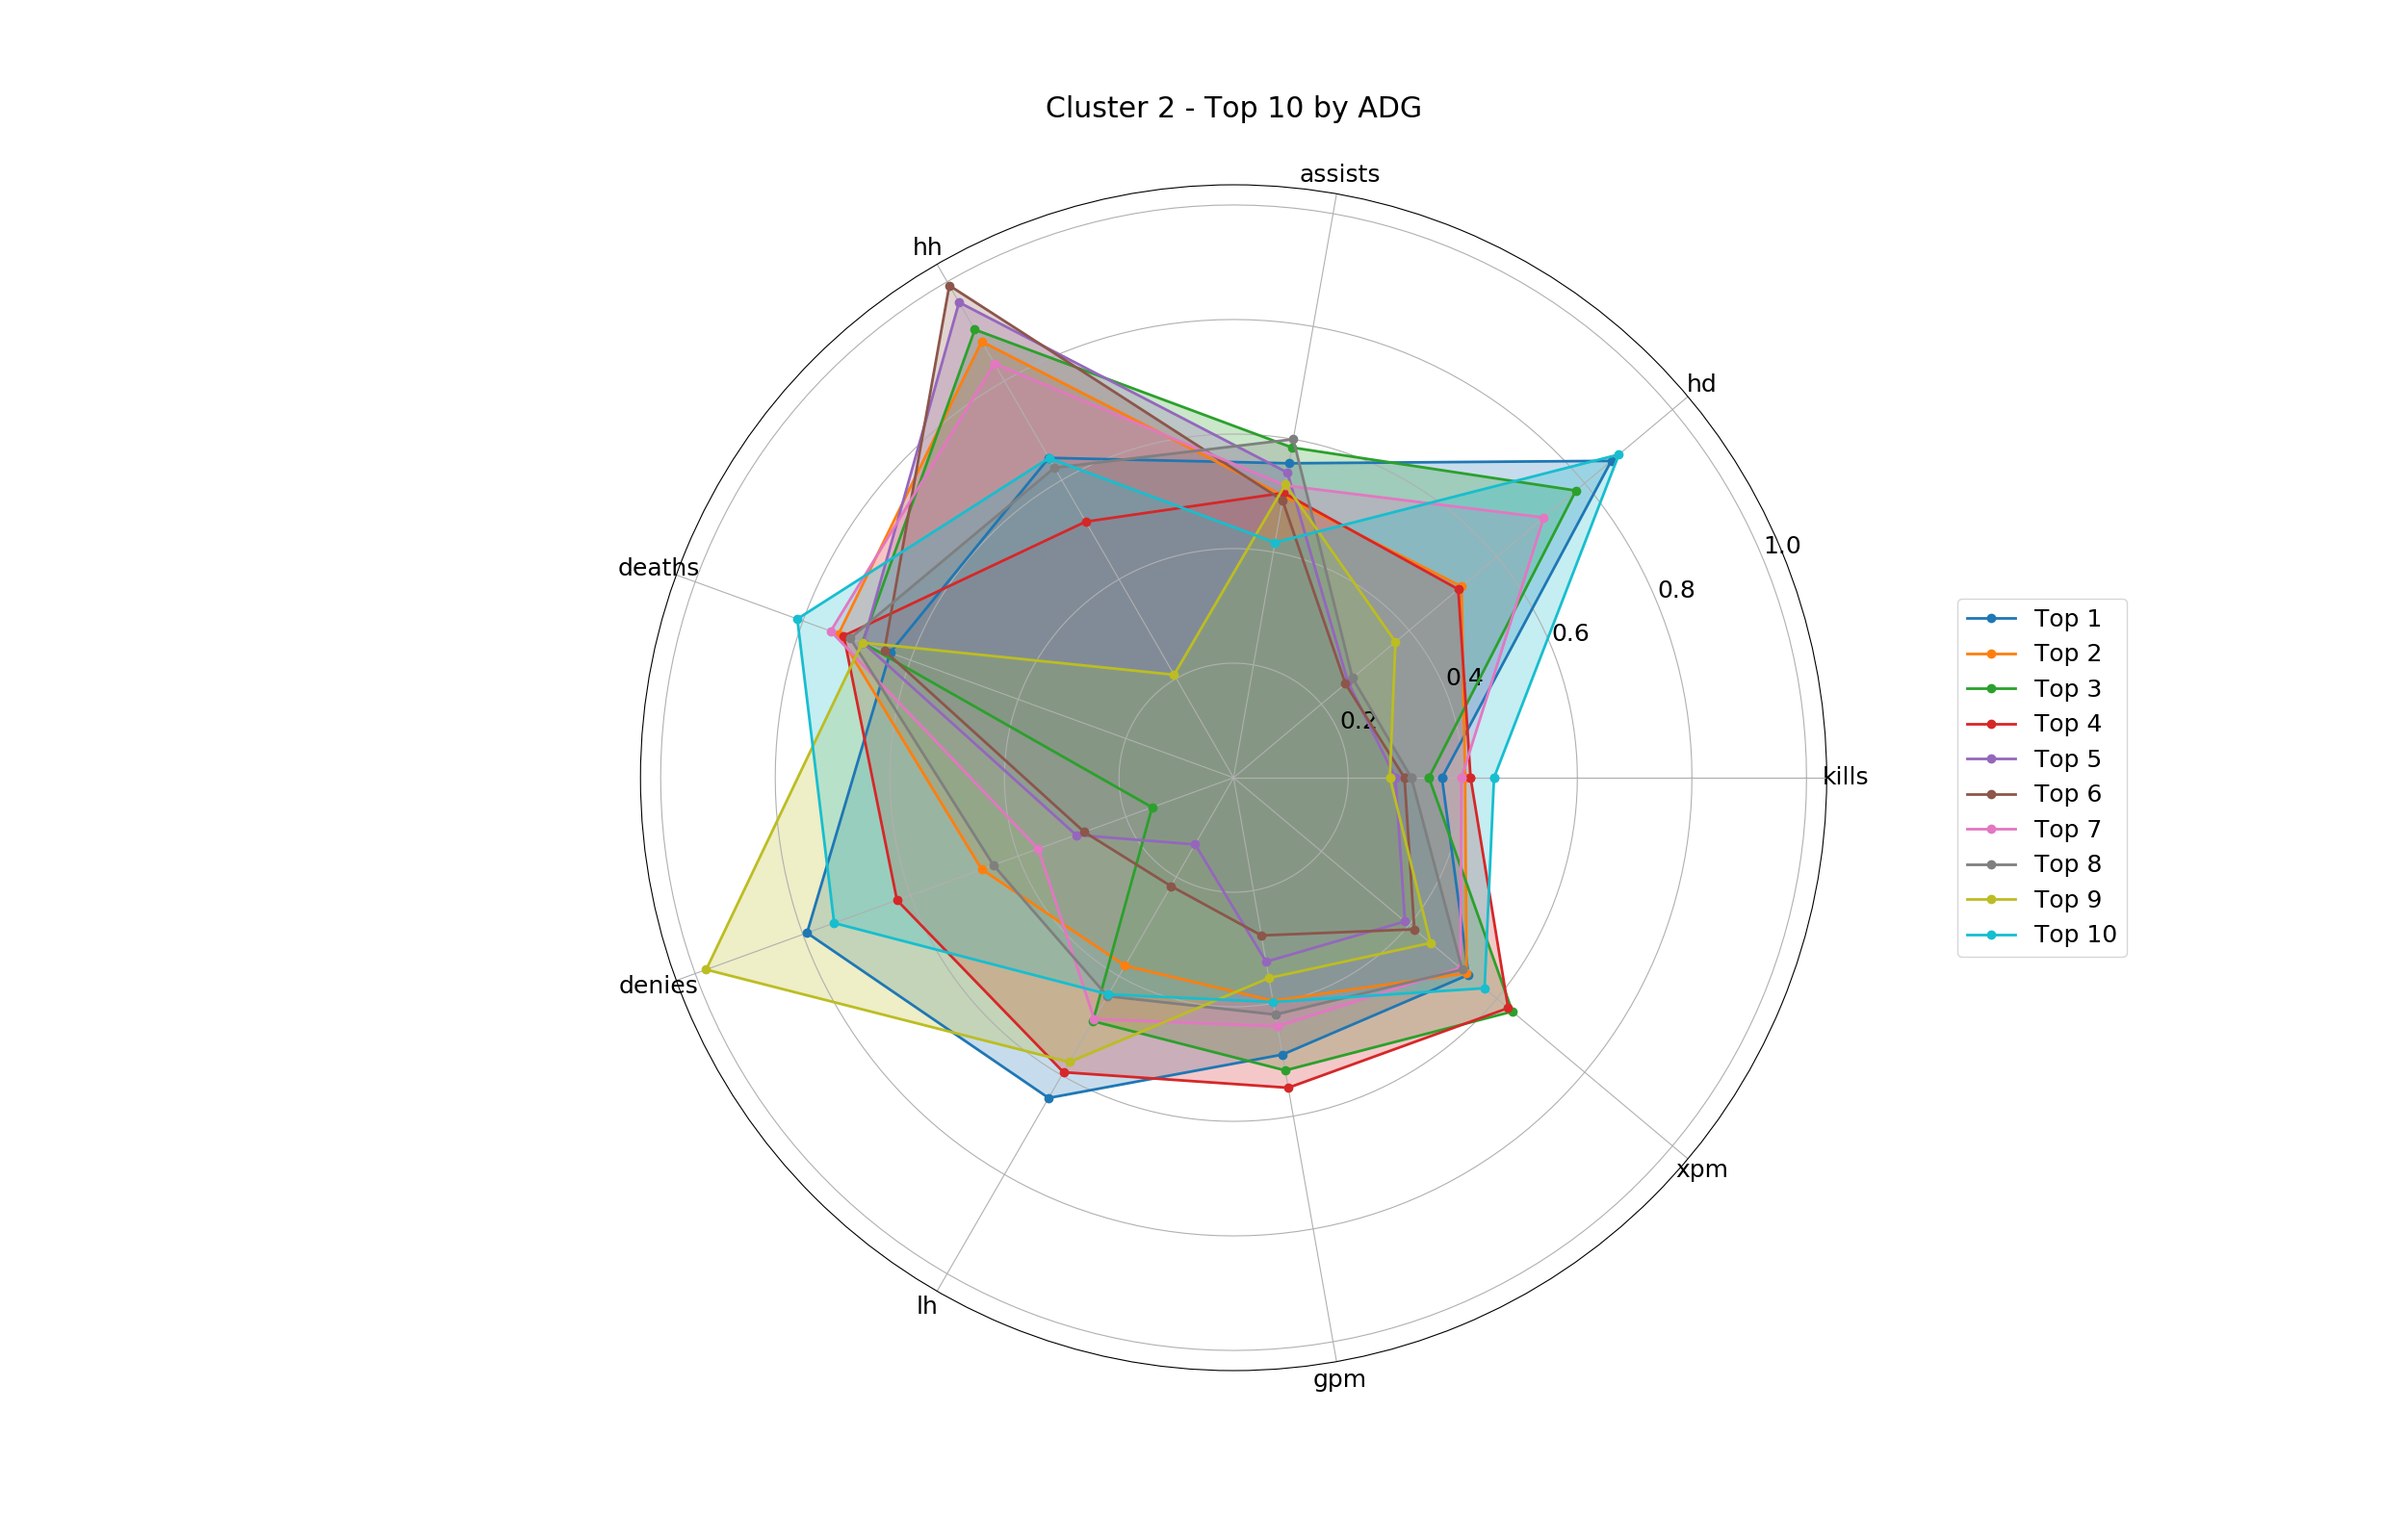 Cluster 2 - Top 10 by ADG
assists
hh
hd
deaths
1.0
0.8
0.6
0.4
0.2
kills
denies
xpm
lh
gpm
Top 1
Top 2
Top 3
Top 4
Top 5
Top 6
Top 7
Top 8
Top 9
Top 10